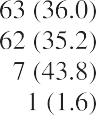 63 (36.0)
62 (35.2)
7 (43.8)
1 (1.6)